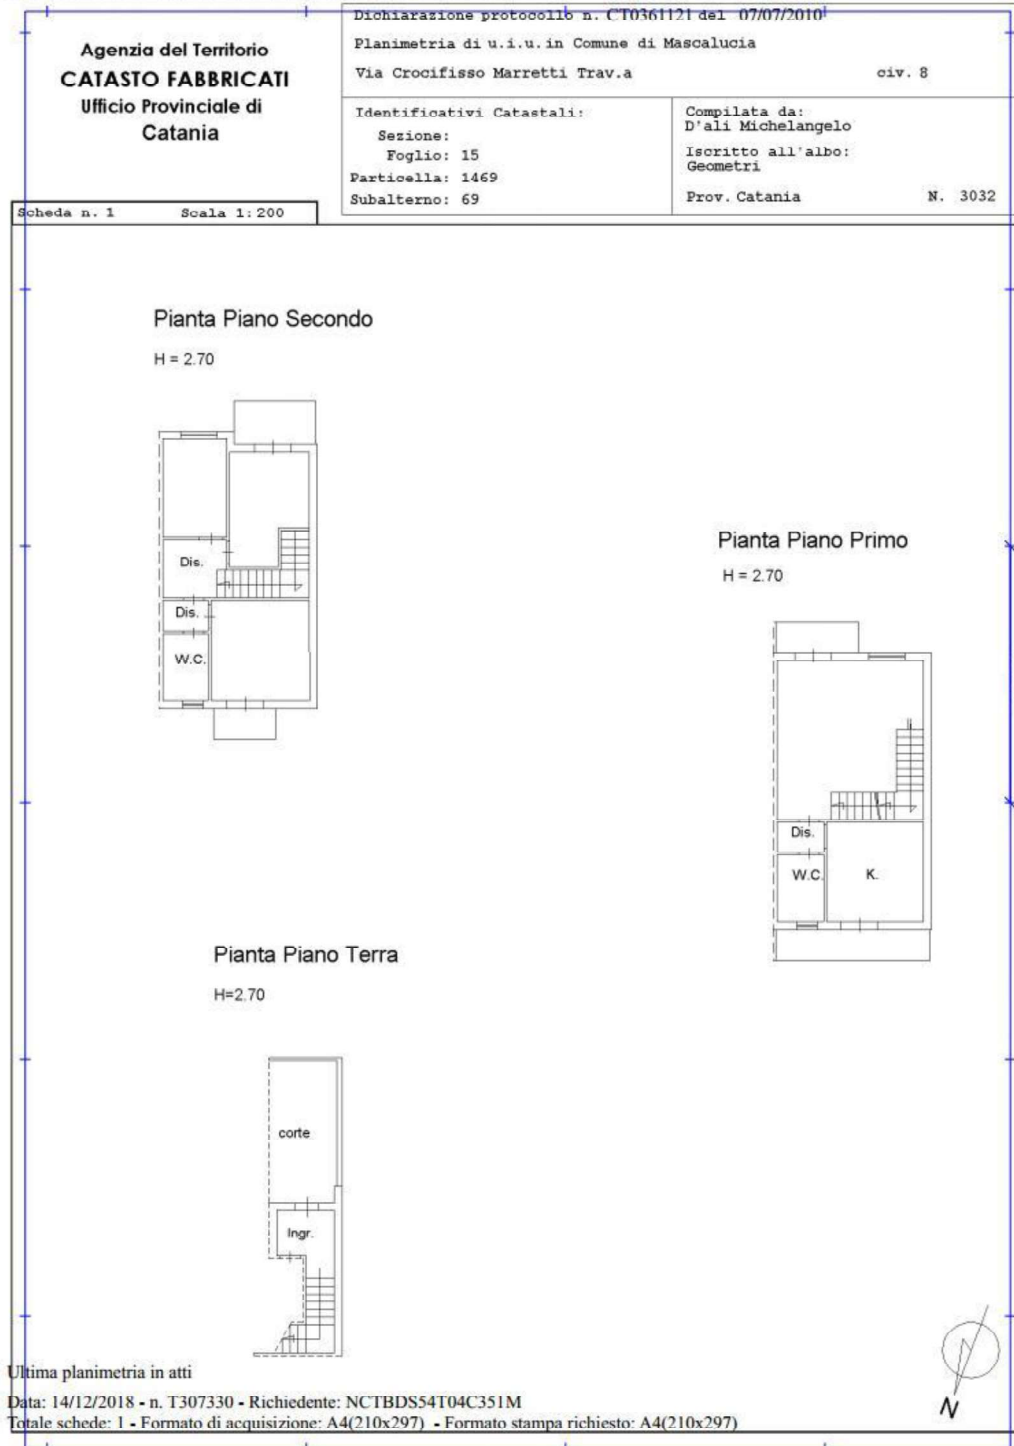 Agenzia del Territorio
CATASTO FABBRICATI
Ufficio Provinciale di
Catania
Dichiarazione protocollo n. CT0361121 del 07/07/2010
Planimetria di u.i.u. in Comune di Mascalucia
Via Crocifisso Marretti Trav.a civ. 8
Identificativi Catastali:
Sezione:
Foglio: 15
Particella: 1469
Subalterno: 69
Compilata da:
D'ali Michelangelo
Iscritto all'albo:
Geometri
Prov. Catania N. 3032
Scheda n. 1 Scala 1:200
Pianta Piano Secondo
H = 2.70
Dis.
Dis.
W.C.
Pianta Piano Primo
H = 2.70
Dis.
W.C.
K.
Pianta Piano Terra
H=2.70
corte
Ingr.
N
Ultima planimetria in atti
Data: 14/12/2018 - n. T307330 - Richiedente: NCTBDS54T04C351M
Totale schede: 1 - Formato di acquisizione: A4(210x297) - Formato stampa richiesto: A4(210x297)